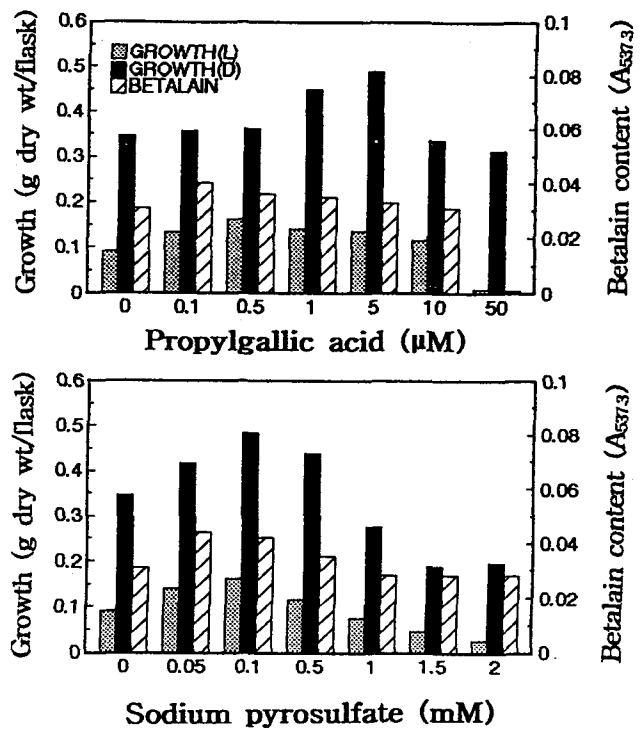 Growth (g dry wt/flask)
0.6
0.5
0.4
0.3
0.2
0.1
0
GROWTH(L)
GROWTH(D)
BETALAIN
0.1
0.08
0.06
0.04
0.02
0
Betalain content (A537.3)
0 0.1 0.5 1 5 10 50
Propylgallic acid (μM)
Growth (g dry wt/flask)
0.6
0.5
0.4
0.3
0.2
0.1
0
0.1
0.08
0.06
0.04
0.02
0
Betalain content (A537.3)
0 0.05 0.1 0.5 1 1.5 2
Sodium pyrosulfate (mM)